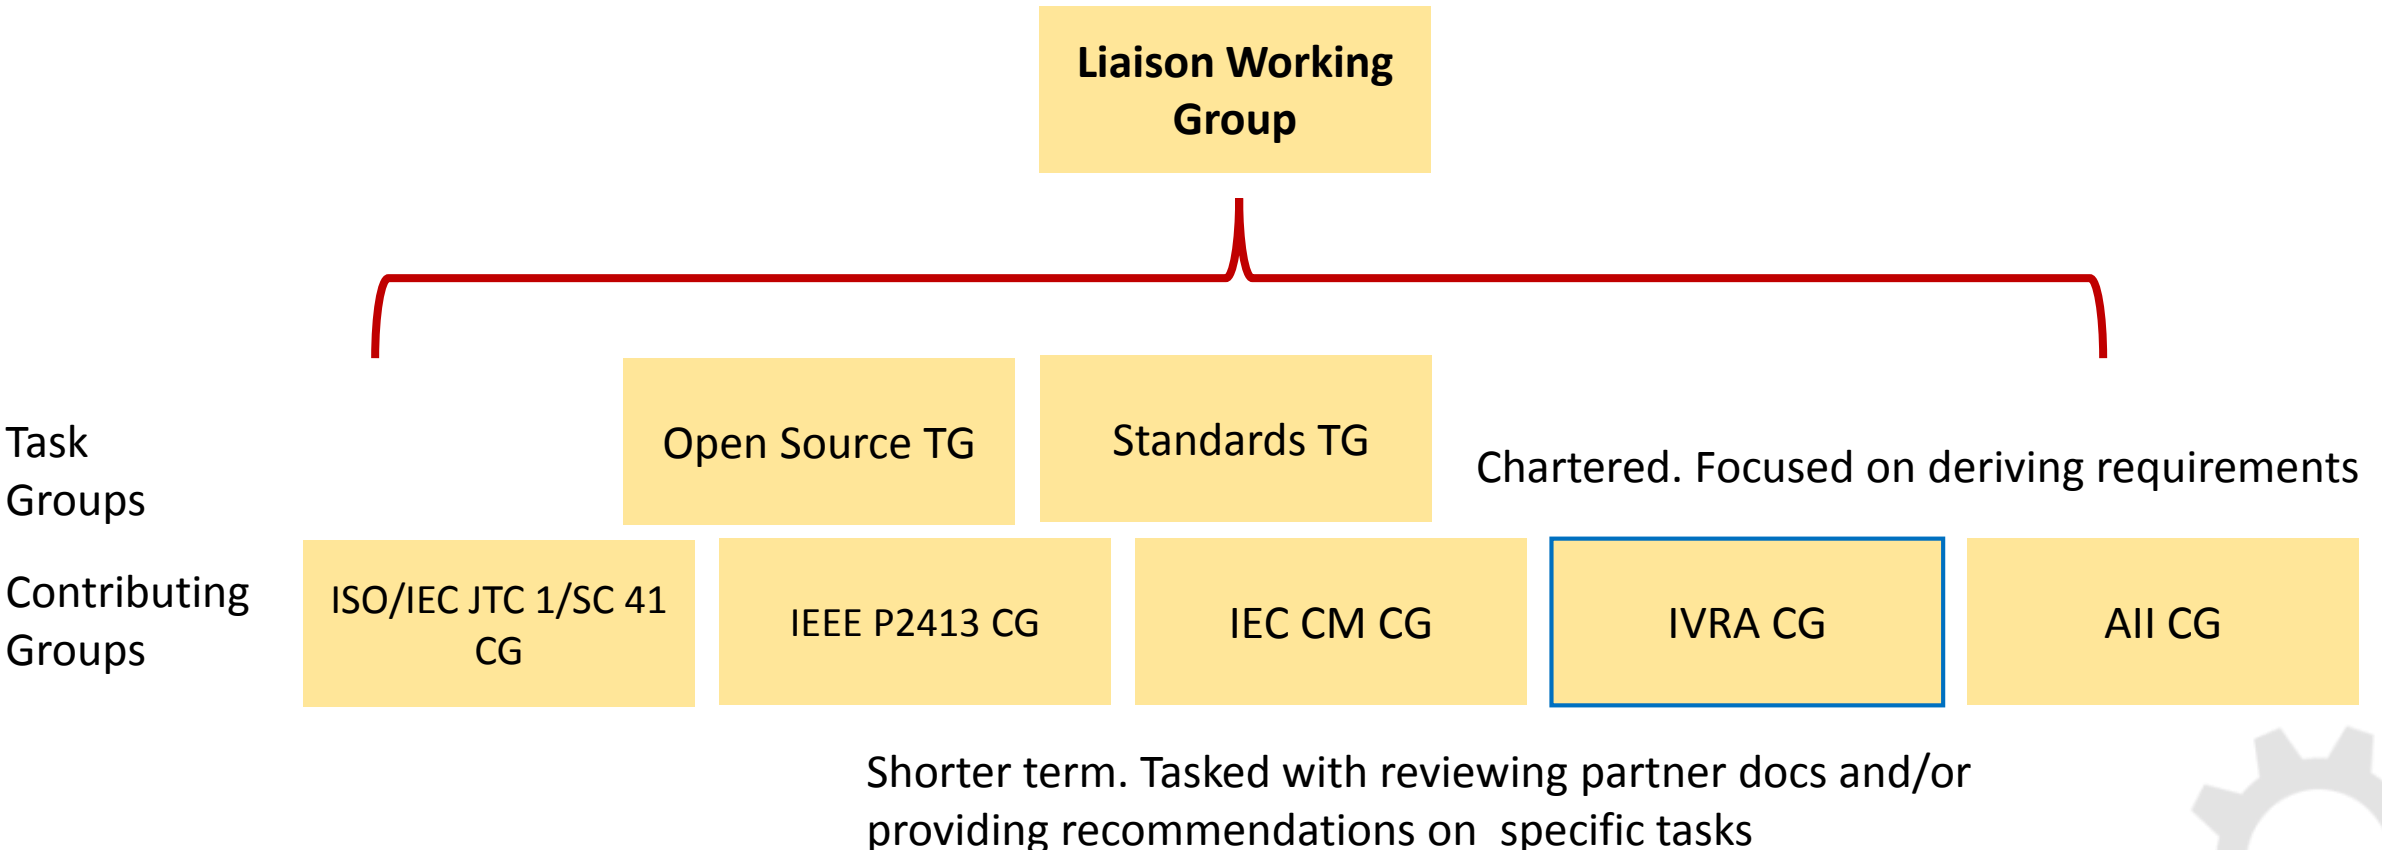 Liaison Working
Group
Task
Groups
Open Source TG
Standards TG
Chartered. Focused on deriving requirements
Contributing
Groups
ISO/IEC JTC 1/SC 41
CG
IEEE P2413 CG
IEC CM CG
IVRA CG
AII CG
Shorter term. Tasked with reviewing partner docs and/or
providing recommendations on  specific tasks